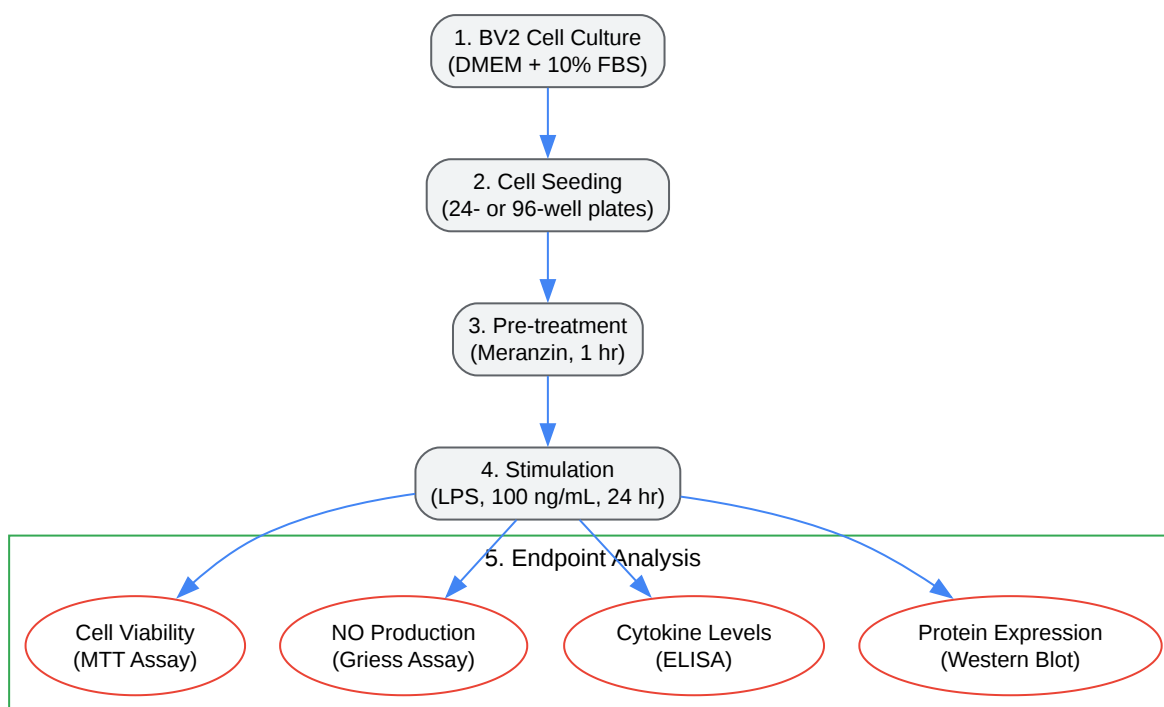 1. BV2 Cell Culture
(DMEM + 10% FBS)
2. Cell Seeding
(24- or 96-well plates)
3. Pre-treatment
(Meranzin, 1 hr)
4. Stimulation
(LPS, 100 ng/mL, 24 hr)
5. Endpoint Analysis
Cell Viability
(MTT Assay)
NO Production
(Griess Assay)
Cytokine Levels
(ELISA)
Protein Expression
(Western Blot)